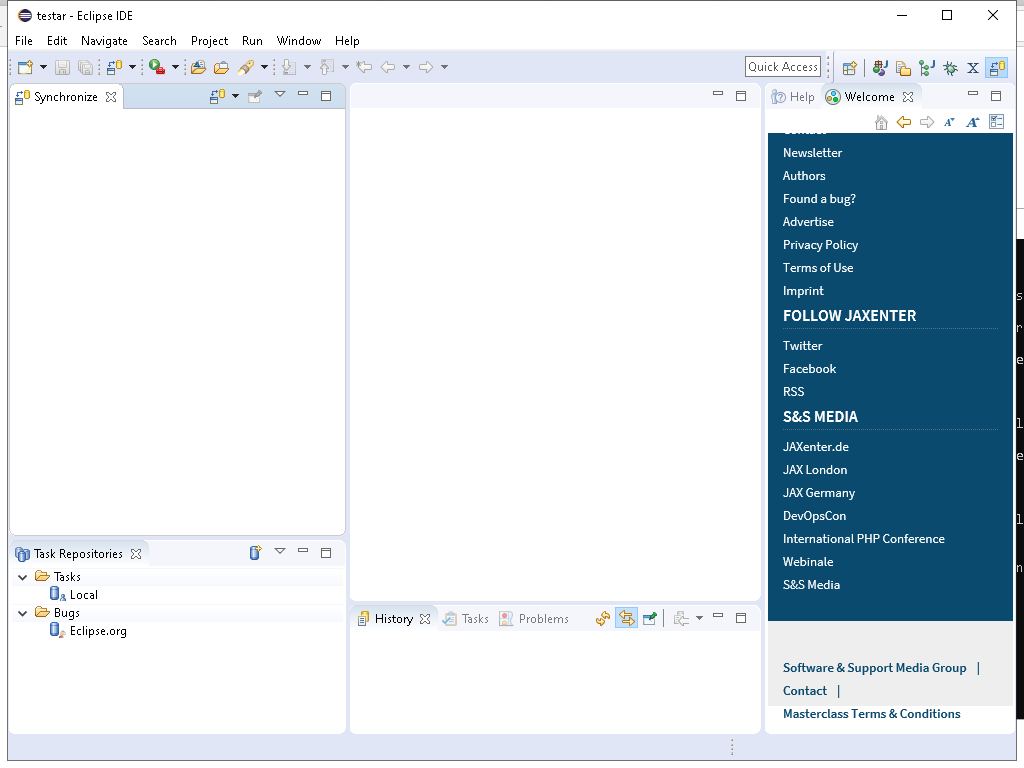 testar - Eclipse IDE
File Edit Navigate Search Project Run Window Help
Quick Access
Synchronize
Help Welcome
Newsletter
Authors
Found a bug?
Advertise
Privacy Policy
Terms of Use
Imprint
FOLLOW JAXENTER
Twitter
Facebook
RSS
S&S MEDIA
JAXenter.de
JAX London
JAX Germany
DevOpsCon
International PHP Conference
Webinale
S&S Media
Software & Support Media Group |
Contact |
Masterclass Terms & Conditions
Task Repositories
Tasks
Local
Bugs
Eclipse.org
History Tasks Problems